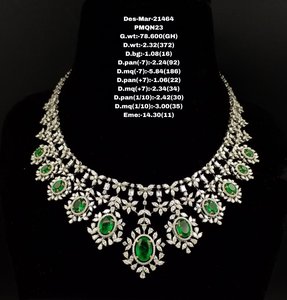 Des-Mar-21464
PMQN23
G.wt:-78.600(GH)
D.wt:-2.32(372)
D.bg:-1.08(16)
D.pan(-7):-2.24(92)
D.mq(-7):-5.84(186)
D.pan(+7):-1.06(22)
D.mq(+7):-2.34(34)
D.pan(1/10):-2.42(30)
D.mq(1/10):-3.00(35)
Eme:-14.30(11)